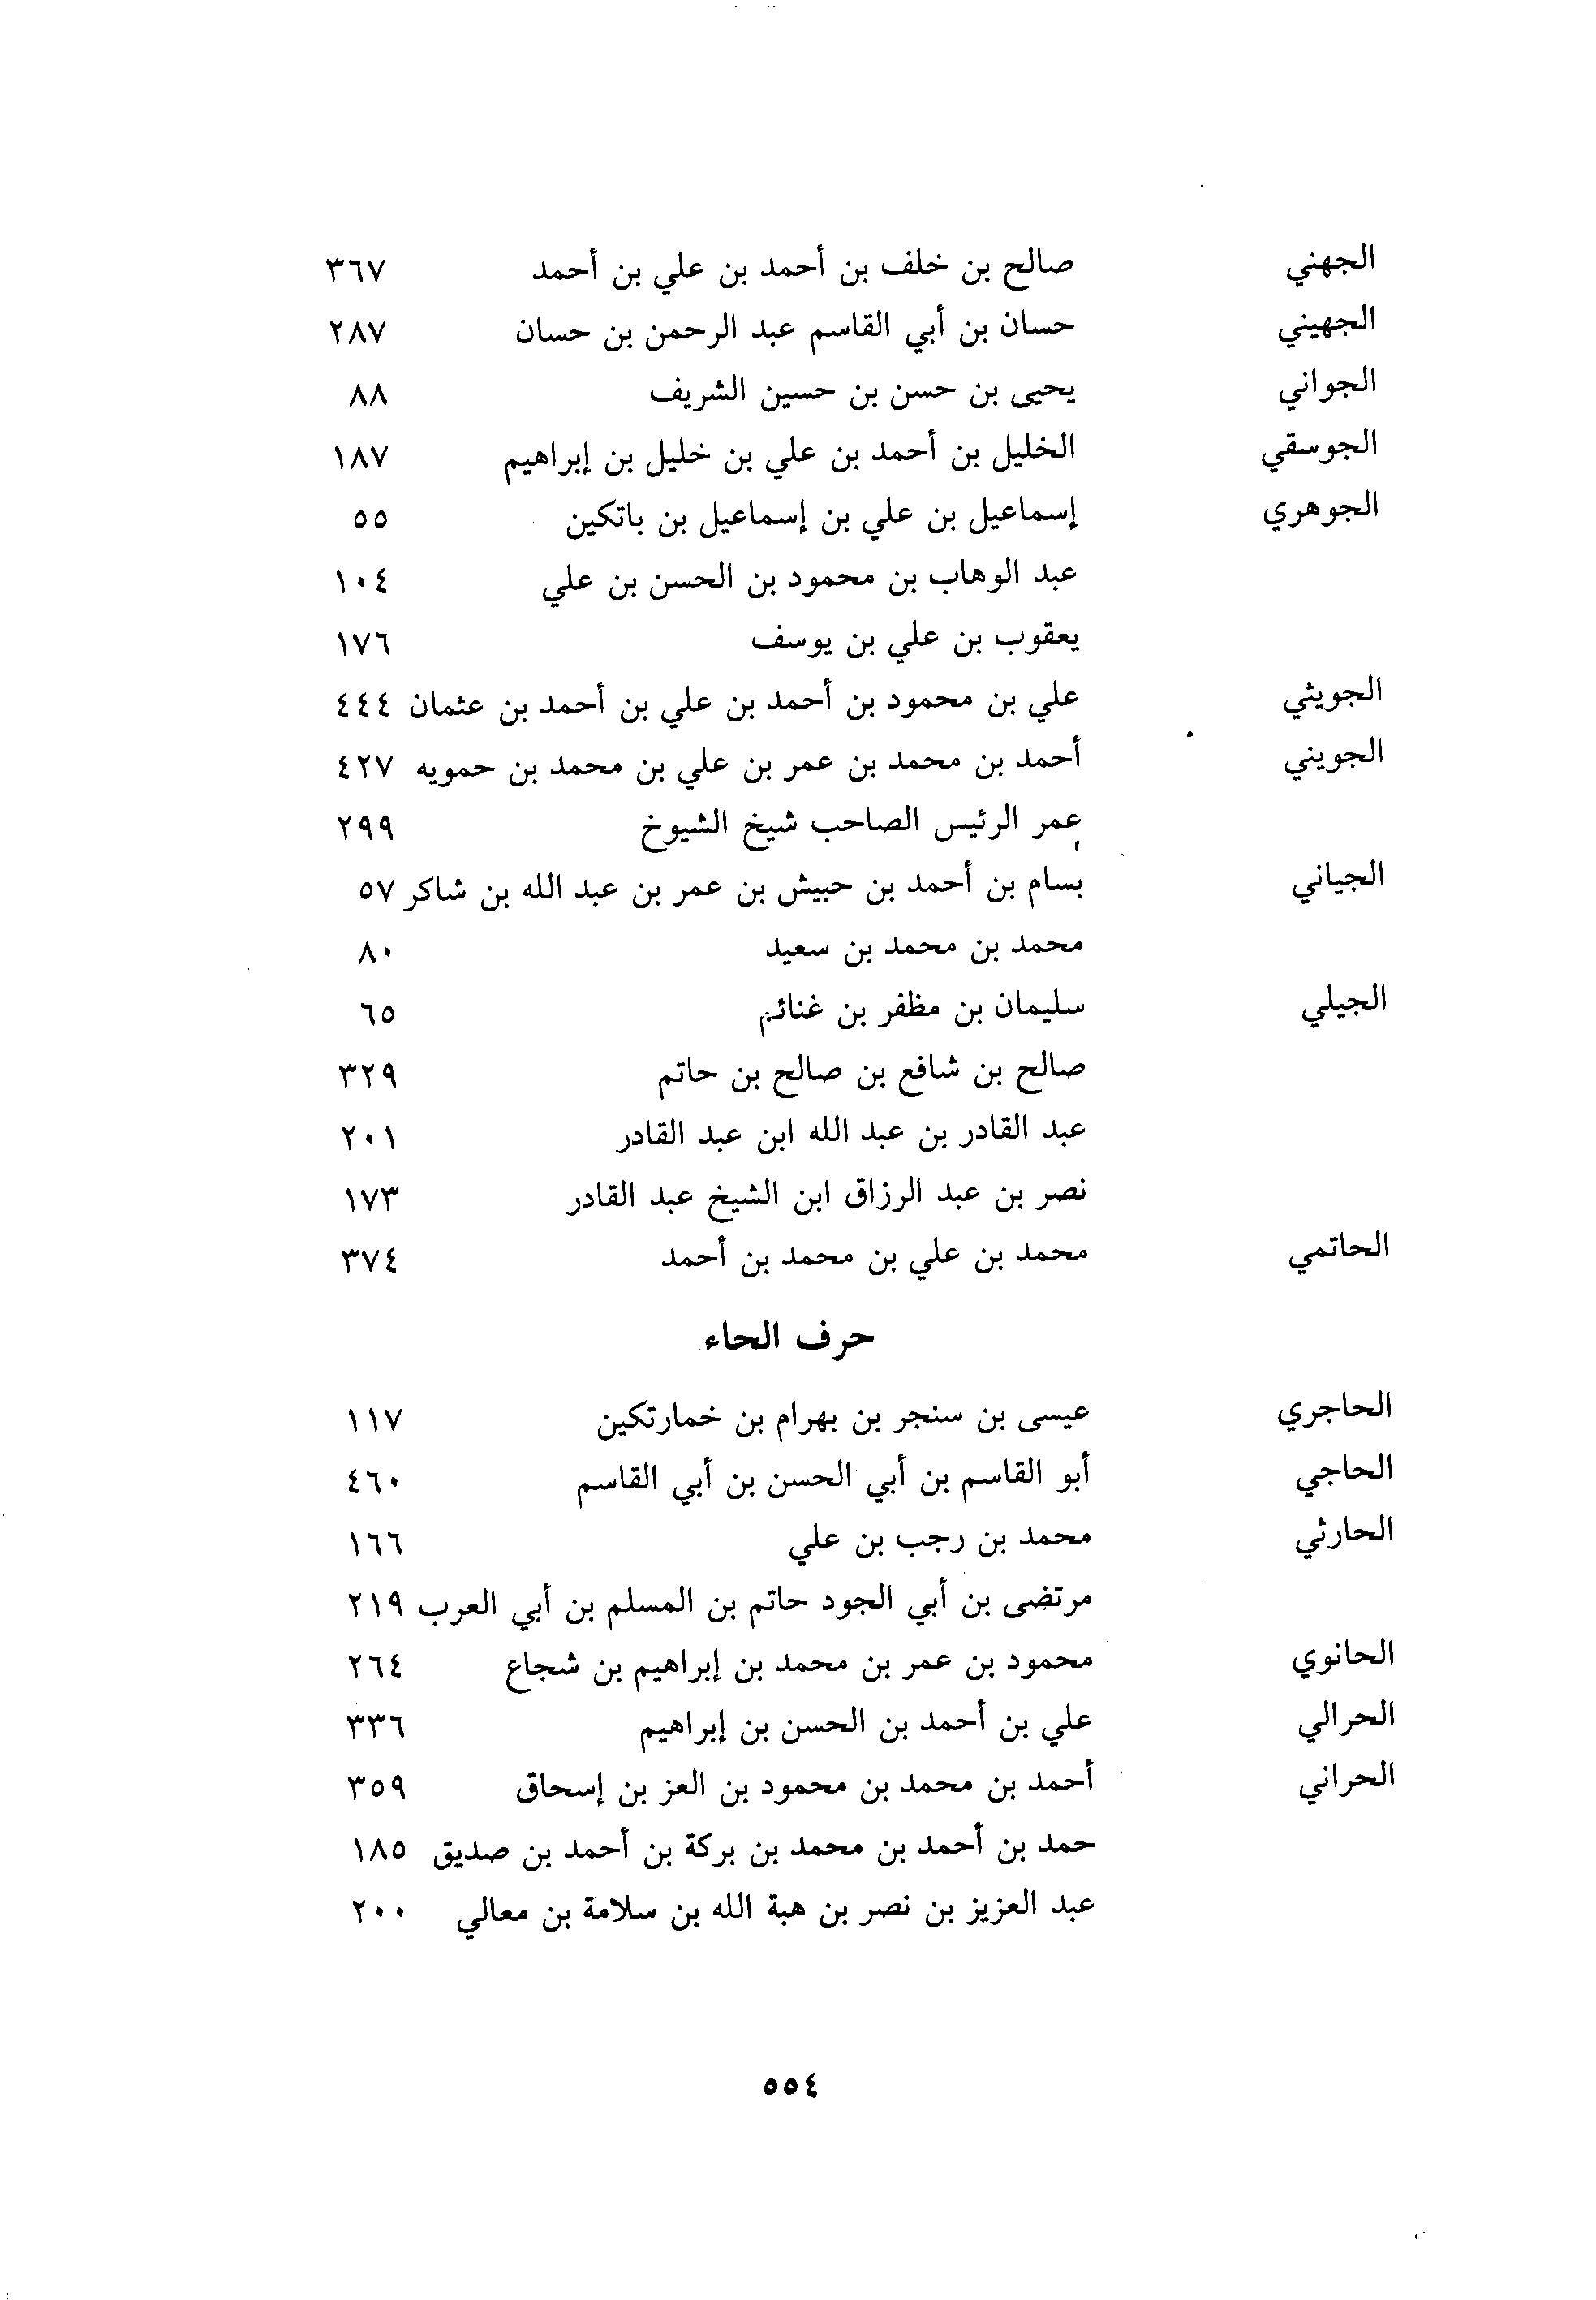 الجهني صالح بن خلف بن أحمد بن علي بن أحمد ٣٦٧
الجهيني حسان بن أبي القاسم عبد الرحمن بن حسان ٢٨٧
الجواني يحيى بن حسن بن حسين الشريف ٨٨
الجوسقي الخليل بن أحمد بن علي بن خليل بن إبراهيم ١٨٧
الجوهري إسماعيل بن علي بن إسماعيل بن باتكين ٥٥
عبد الوهاب بن محمود بن الحسن بن علي ١٠٤
يعقوب بن علي بن يوسف ١٧٦
الجويثي علي بن محمود بن أحمد بن علي بن أحمد بن عثمان ٤٤٤
الجويني أحمد بن محمد بن عمر بن علي بن محمد بن حمويه ٤٢٧
عمر الرئيس الصاحب شيخ الشيوخ ٢٩٩
الجياني بسام بن أحمد بن حبيش بن عمر بن عبد الله بن شاكر ٥٧
محمد بن محمد بن سعيد ٨٠
الجيلي سليمان بن مظفر بن غنائم ٦٥
صالح بن شافع بن صالح بن حاتم ٣٢٩
عبد القادر بن عبد الله ابن عبد القادر ٢٠١
نصر بن عبد الرزاق ابن الشيخ عبد القادر ١٧٣
الحاتمي محمد بن علي بن محمد بن أحمد ٣٧٤
حرف الحاء
الحاجري عيسى بن سنجر بن بهرام بن خمارتكين ١١٧
الحاجي أبو القاسم بن أبي الحسن بن أبي القاسم ٤٦٠
الحارثي محمد بن رجب بن علي ١٦٦
مرتضى بن أبي الجود حاتم بن المسلم بن أبي العرب ٢١٩
الحانوي محمود بن عمر بن محمد بن إبراهيم بن شجاع ٢٦٤
الحرالي علي بن أحمد بن الحسن بن إبراهيم ٣٣٦
الحراني أحمد بن محمد بن محمود بن العز بن إسحاق ٣٥٩
حمد بن أحمد بن محمد بن بركة بن أحمد بن صديق ١٨٥
عبد العزيز بن نصر بن هبة الله بن سلامة بن معالي ٢٠٠
٥٥٤